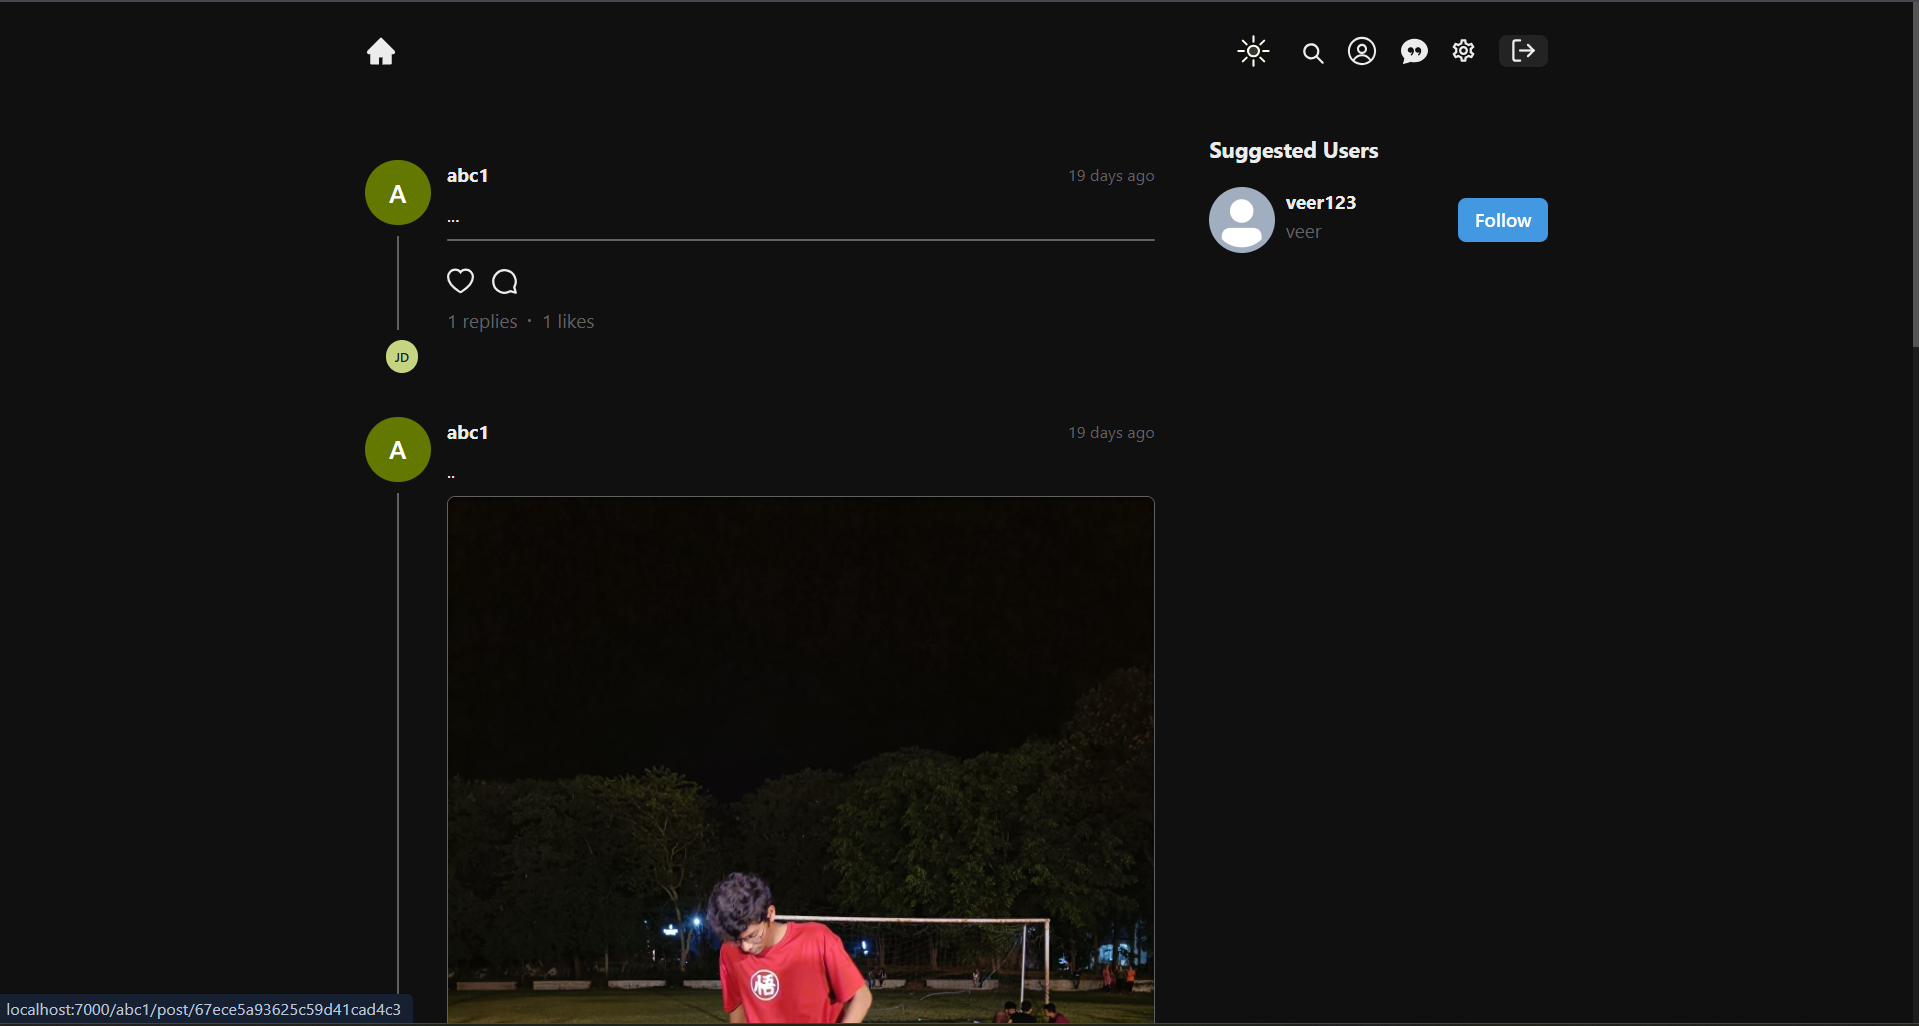 Suggested Users
A
abc1
19 days ago
...
1 replies · 1 likes
JD
veer123
veer
Follow
A
abc1
19 days ago
..
悟
localhost:7000/abc1/post/67ece5a93625c59d41cad4c3